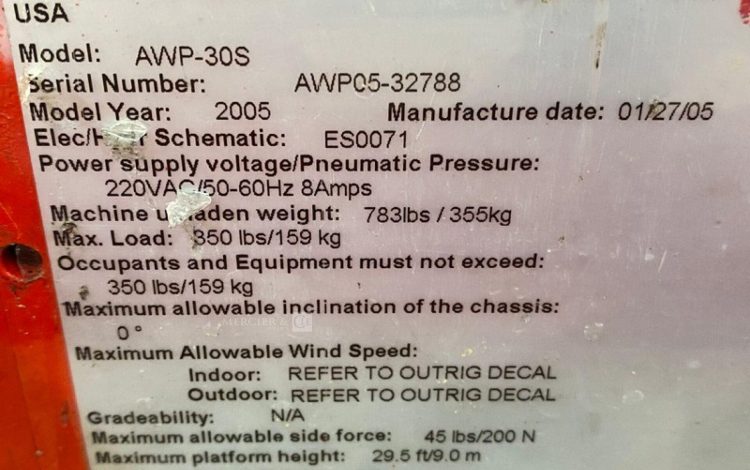 USA
Model: AWP-30S
Serial Number: AWP05-32788
Model Year: 2005 Manufacture date: 01/27/05
Schematic: ES0071
Power supply voltage/Pneumatic Pressure:
220VAC/50-60Hz 8Amps
Machine weight: 783lbs / 355kg
Max. Load: 350 lbs/159 kg
Occupants and Equipment must not exceed:
350 lbs/159 kg
Maximum allowable inclination of the chassis:
0°
MERCIER &
Maximum Allowable Wind Speed:
Indoor: REFER TO OUTRIG DECAL
Outdoor: REFER TO OUTRIG DECAL
Gradeability: N/A
Maximum allowable side force: 45 lbs/200 N
Maximum platform height: 29.5 ft/9.0 m